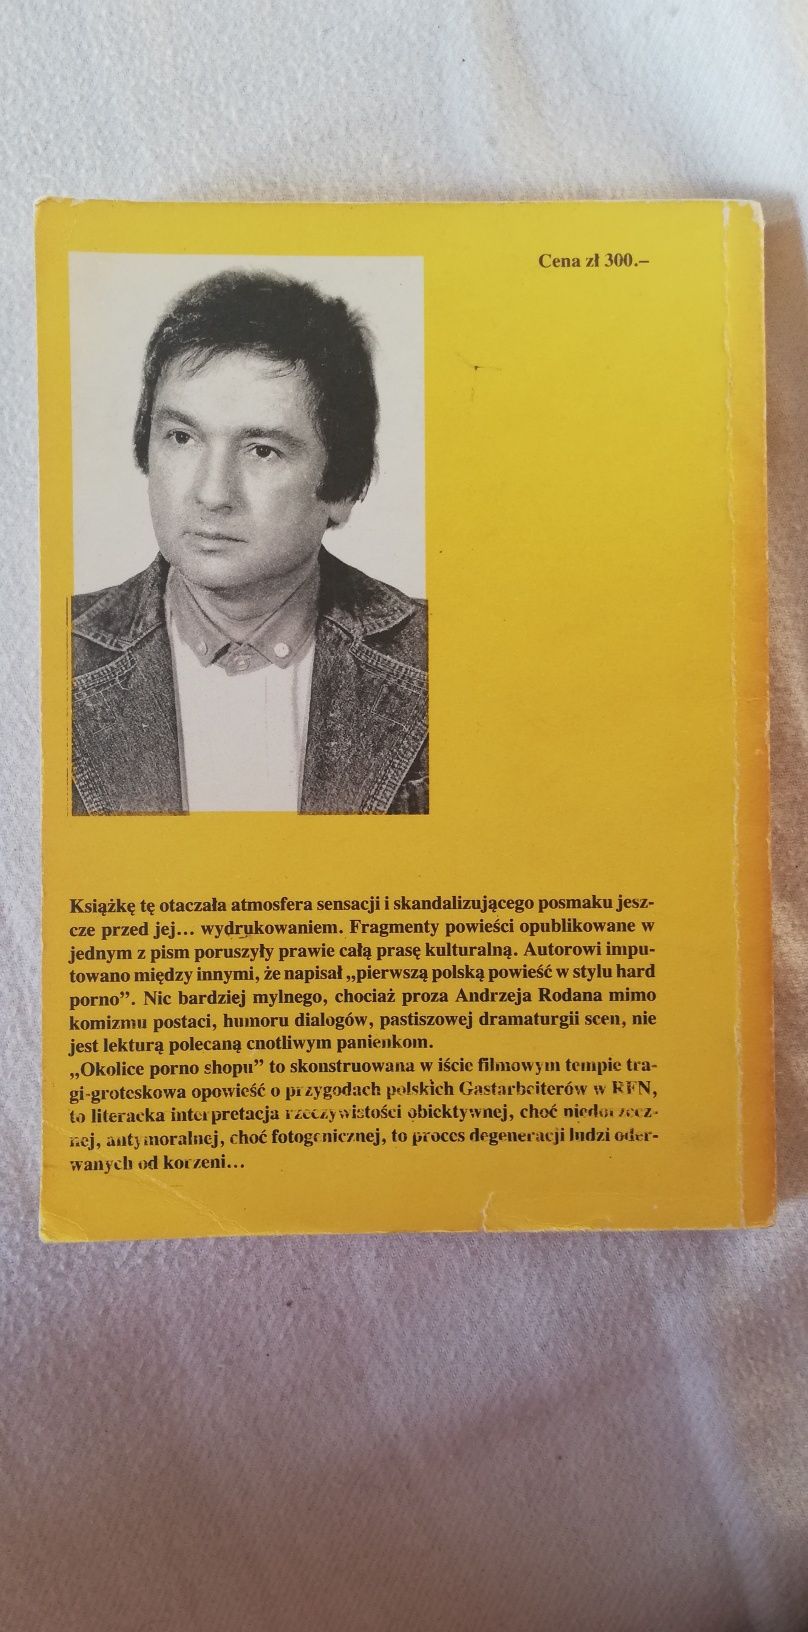 Cena zł 300.–
Książkę tę otaczała atmosfera sensacji i skandalizującego posmaku jesz-
cze przed jej... wydrukowaniem. Fragmenty powieści opublikowane w
jednym z pism poruszyły prawie całą prasę kulturalną. Autorowi impu-
towano między innymi, że napisał „pierwszą polską powieść w stylu hard
porno”. Nic bardziej mylnego, chociaż proza Andrzeja Rodana mimo
komizmu postaci, humoru dialogów, pastiszowej dramaturgii scen, nie
jest lekturą polecaną cnotliwym panienkom.
„Okolice porno shopu” to skonstruowana w iście filmowym tempie tra-
gi-groteskowa opowieść o przygodach polskich Gastarbeiterów w RFN,
to literacka interpretacja rzeczywistości obiektywnej, choć niedorzecz-
nej, antymoralnej, choć fotogenicznej, to proces degeneracji ludzi oder-
wanych od korzeni...